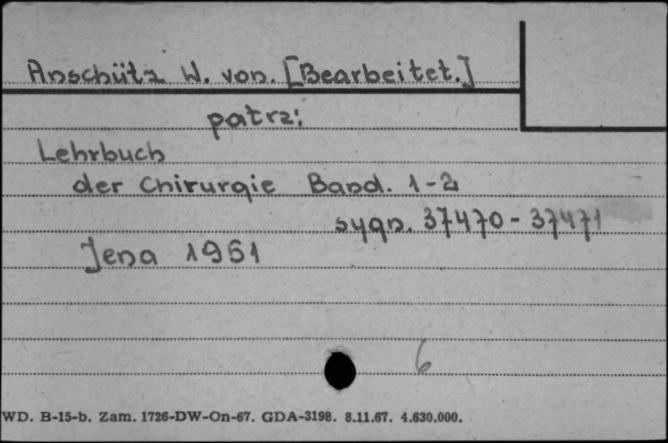 Anschütz W. von. [Bearbeitet.]
patrz:
Lehrbuch
der Chirurgie Band. 1-2
sygn. 37470 - 37471
Jena 1951
6
WD. B-15-b. Zam. 1726-DW-On-67. GDA-3198. 8.11.67. 4.630.000.